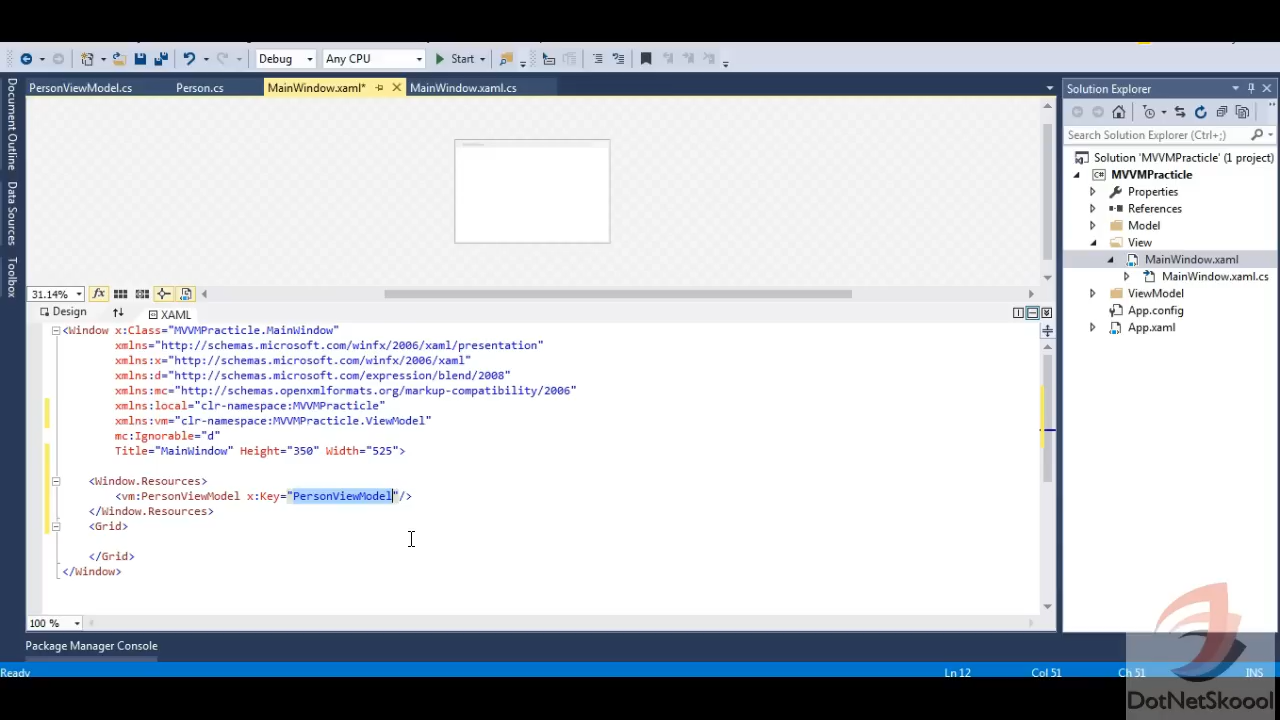 Debug Any CPU Start
PersonViewModel.cs Person.cs MainWindow.xaml* MainWindow.xaml.cs
Document Outline
Data Sources
Toolbox
31.14%
Design XAML
<Window x:Class="MVVMPracticle.MainWindow"
xmlns="http://schemas.microsoft.com/winfx/2006/xaml/presentation"
xmlns:x="http://schemas.microsoft.com/winfx/2006/xaml"
xmlns:d="http://schemas.microsoft.com/expression/blend/2008"
xmlns:mc="http://schemas.openxmlformats.org/markup-compatibility/2006"
xmlns:local="clr-namespace:MVVMPracticle"
xmlns:vm="clr-namespace:MVVMPracticle.ViewModel"
mc:Ignorable="d"
Title="MainWindow" Height="350" Width="525">
<Window.Resources>
<vm:PersonViewModel x:Key="PersonViewModel"/>
</Window.Resources>
<Grid>
</Grid>
</Window>
100 %
Package Manager Console
Ready Ln 12 Col 51 Ch 51 INS
Solution Explorer
Search Solution Explorer (Ctrl+;)
Solution 'MVVMPracticle' (1 project)
MVVMPracticle
Properties
References
Model
View
MainWindow.xaml
MainWindow.xaml.cs
ViewModel
App.config
App.xaml
DotNetSkoool